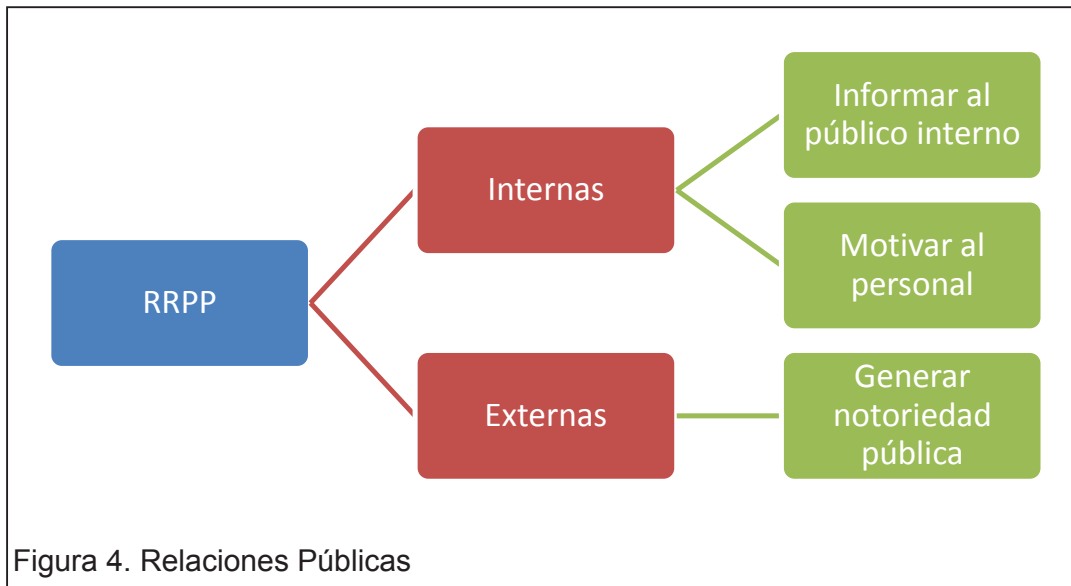 RRPP
Internas
Informar al
público interno
Motivar al
personal
Externas
Generar
notoriedad
pública
Figura 4. Relaciones Públicas